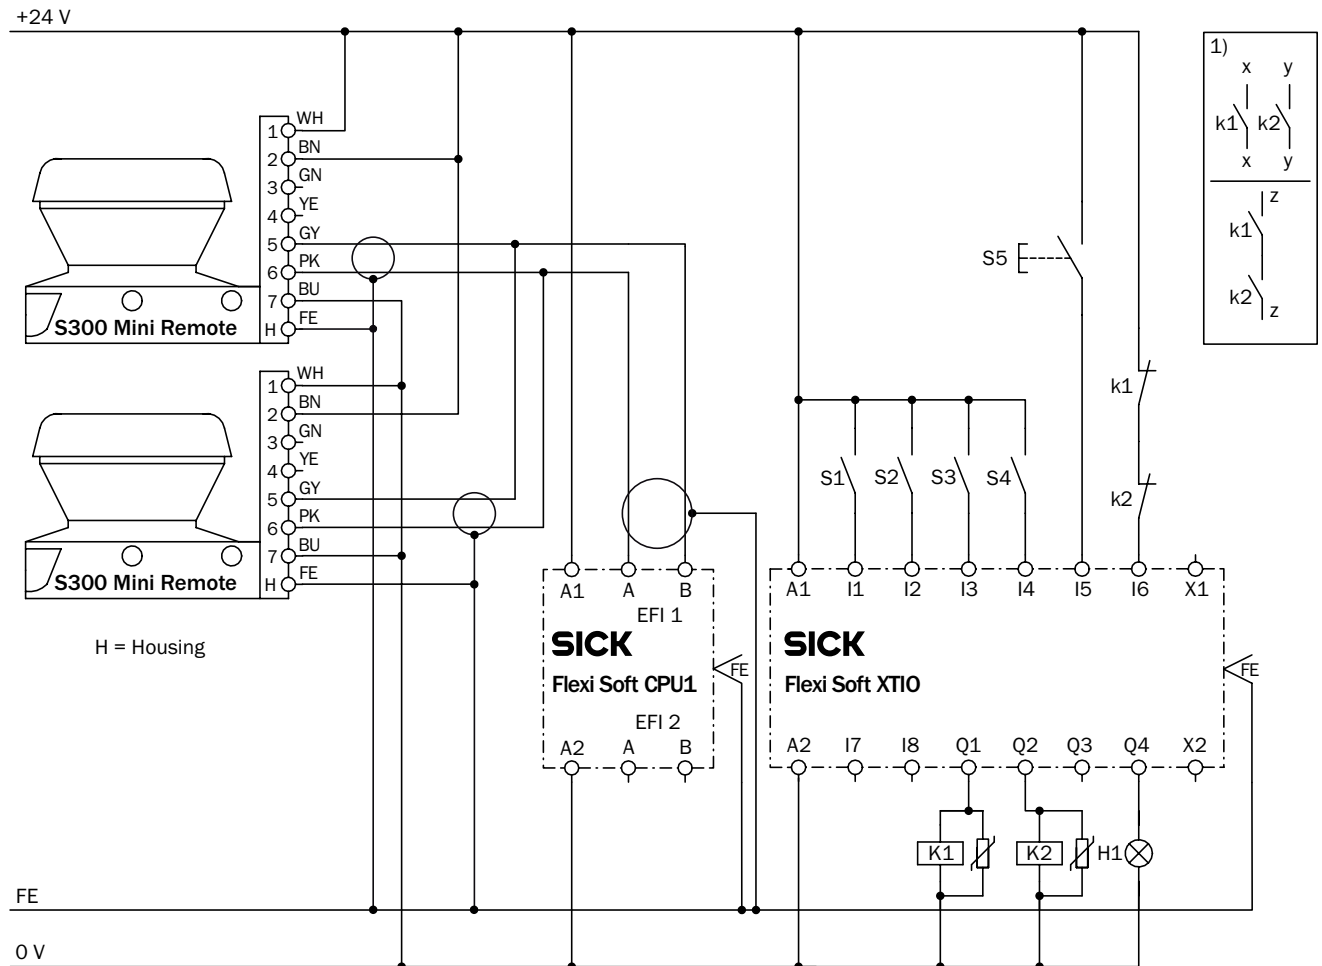 +24 V
1)
x y
k1 k2
x y
z
k1
k2
z
1 WH
2 BN
3 GN
4 YE
5 GY
6 PK
7 BU
H FE
S300 Mini Remote
S5
1 WH
2 BN
3 GN
4 YE
5 GY
6 PK
7 BU
H FE
S300 Mini Remote
k1
S1 S2 S3 S4
k2
H = Housing
A1 A B
EFI 1
SICK
Flexi Soft CPU1
FE
EFI 2
A2 A B
A1 I1 I2 I3 I4 I5 I6 X1
SICK
Flexi Soft XTIO
FE
A2 I7 I8 Q1 Q2 Q3 Q4 X2
K1 K2 H1
FE
0 V